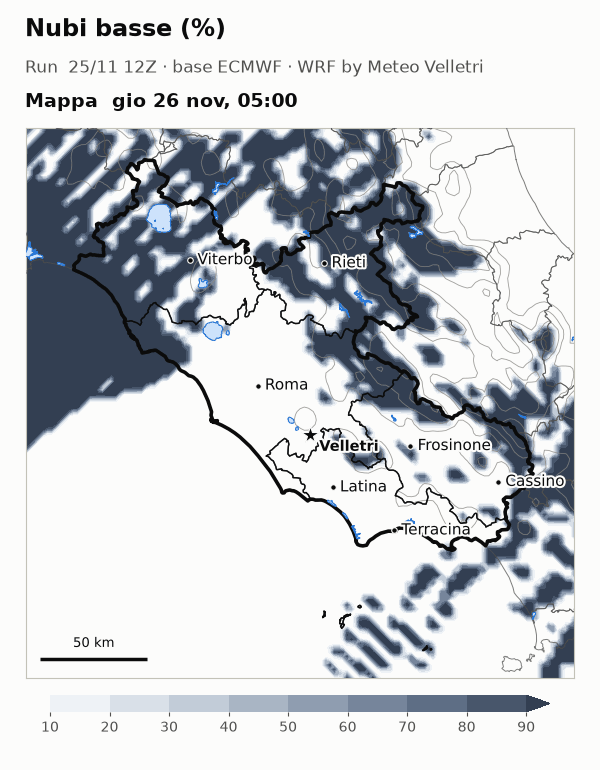 Nubi basse (%)
Run 25/11 12Z · base ECMWF · WRF by Meteo Velletri
Mappa gio 26 nov, 05:00
Viterbo
Rieti
Roma
Velletri
Frosinone
Latina
Cassino
Terracina
50 km
10 20 30 40 50 60 70 80 90